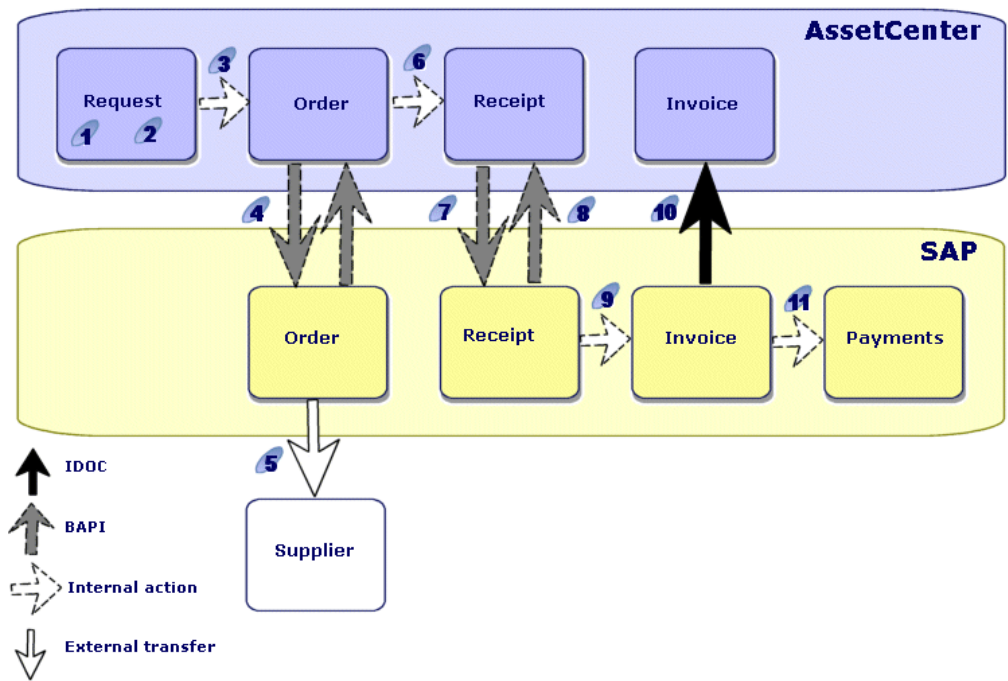 AssetCenter
3
6
Request
Order
Receipt
Invoice
1
2
4
7
8
10
SAP
9
11
Order
Receipt
Invoice
Payments
5
IDOC
BAPI
Supplier
Internal action
External transfer